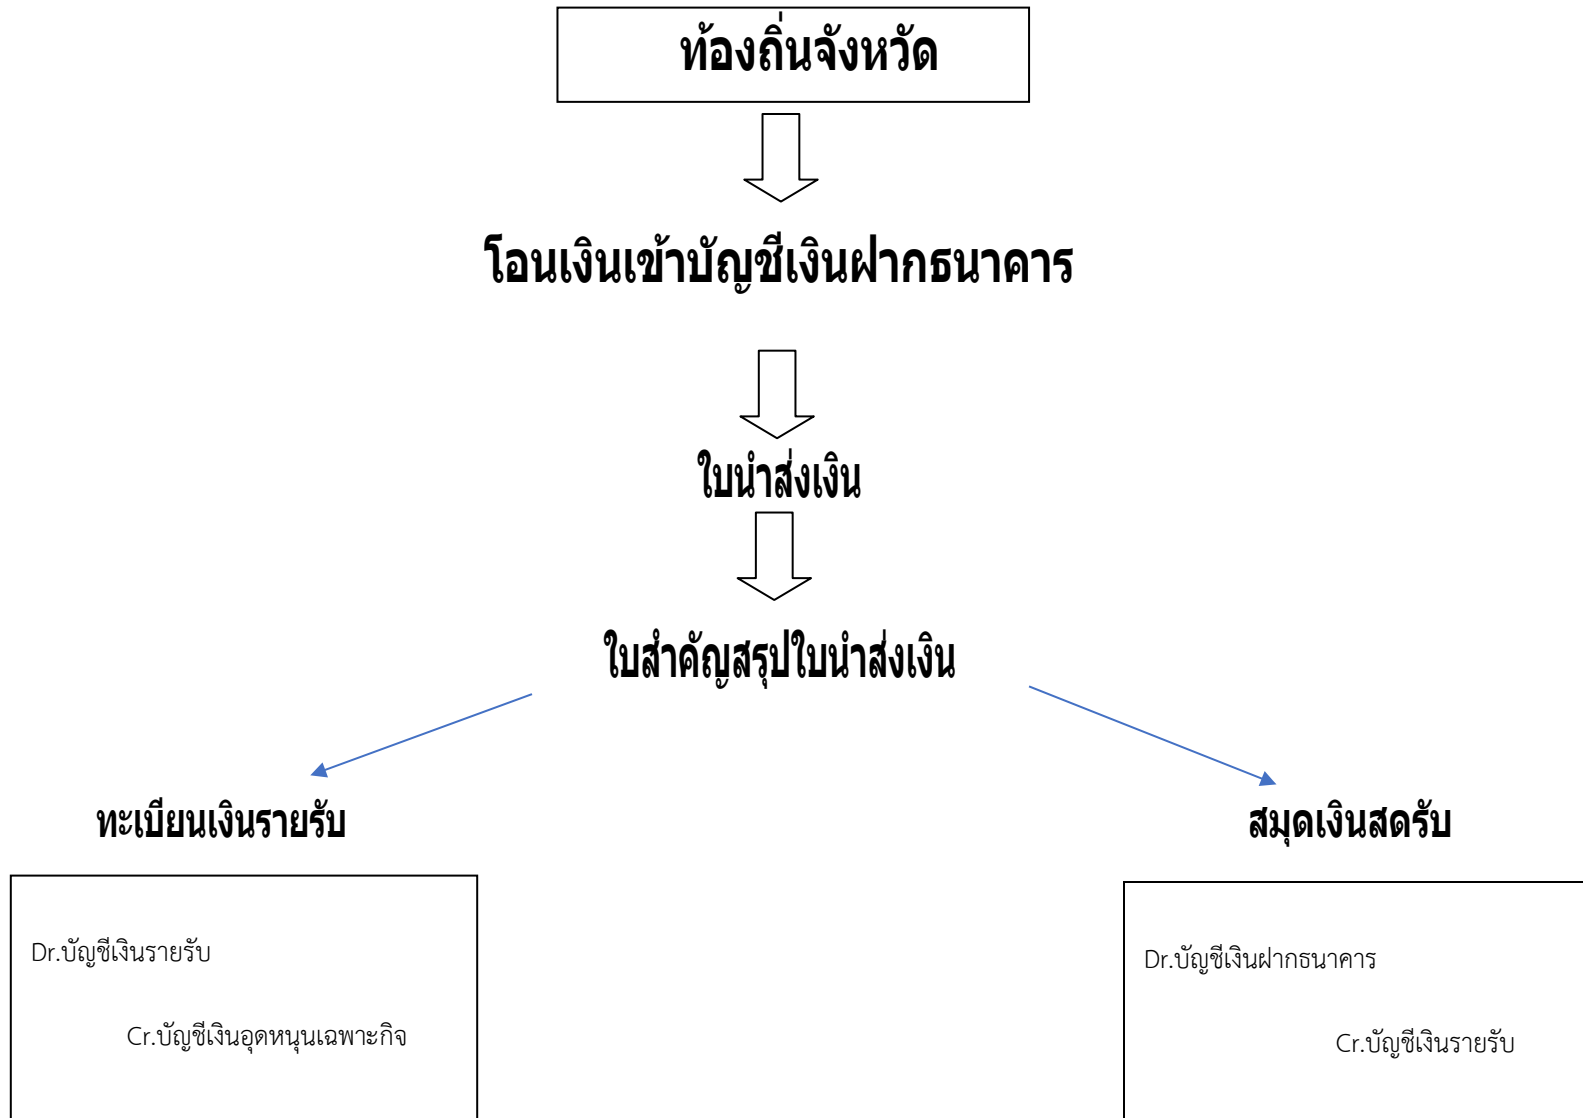 ท้องถิ่นจังหวัด
โอนเงินเข้าบัญชีเงินฝากธนาคาร
ใบนำส่งเงิน
ใบสำคัญสรุปใบนำส่งเงิน
ทะเบียนเงินรายรับ
Dr.บัญชีเงินรายรับ
Cr.บัญชีเงินอุดหนุนเฉพาะกิจ
สมุดเงินสดรับ
Dr.บัญชีเงินฝากธนาคาร
Cr.บัญชีเงินรายรับ